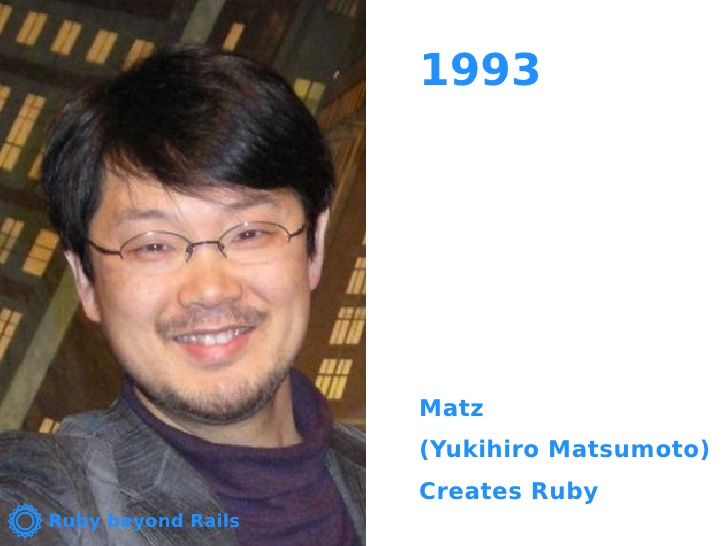 1993
Matz
(Yukihiro Matsumoto)
Creates Ruby
Ruby beyond Rails